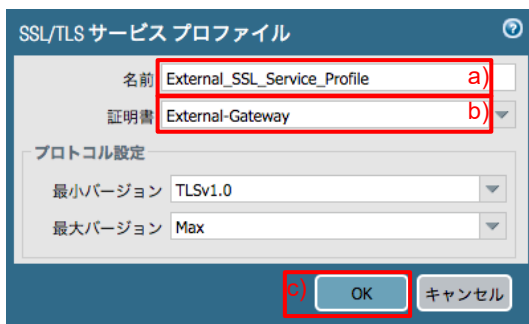 SSL/TLS サービス プロファイル
名前 External_SSL_Service_Profile a)
証明書 External-Gateway b)
プロトコル設定
最小バージョン TLSv1.0
最大バージョン Max
c) OK キャンセル